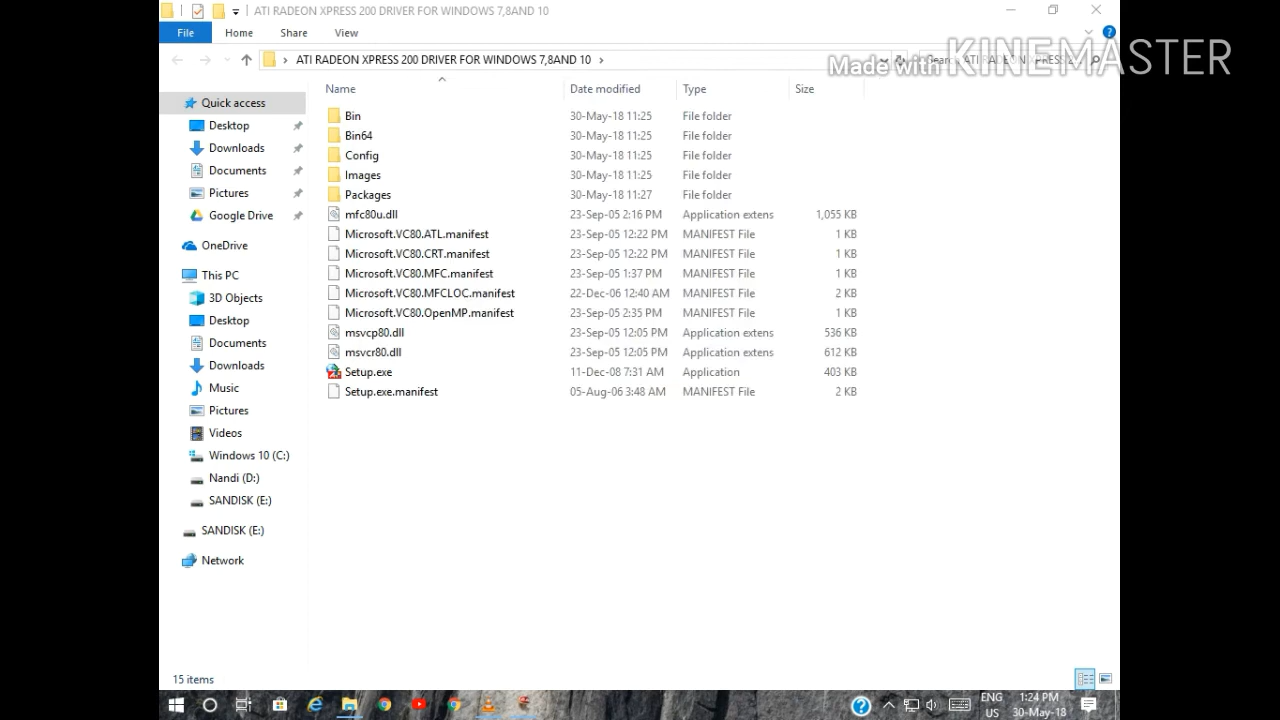 ATI RADEON XPRESS 200 DRIVER FOR WINDOWS 7,8AND 10
File Home Share View
ATI RADEON XPRESS 200 DRIVER FOR WINDOWS 7,8AND 10
Made with KINEMASTER
Name Date modified Type Size
Quick access
Desktop
Downloads
Documents
Pictures
Google Drive
OneDrive
This PC
3D Objects
Desktop
Documents
Downloads
Music
Pictures
Videos
Windows 10 (C:)
Nandi (D:)
SANDISK (E:)
SANDISK (E:)
Network
Bin 30-May-18 11:25 File folder
Bin64 30-May-18 11:25 File folder
Config 30-May-18 11:25 File folder
Images 30-May-18 11:25 File folder
Packages 30-May-18 11:27 File folder
mfc80u.dll 23-Sep-05 2:16 PM Application extens 1,055 KB
Microsoft.VC80.ATL.manifest 23-Sep-05 12:22 PM MANIFEST File 1 KB
Microsoft.VC80.CRT.manifest 23-Sep-05 12:22 PM MANIFEST File 1 KB
Microsoft.VC80.MFC.manifest 23-Sep-05 1:37 PM MANIFEST File 1 KB
Microsoft.VC80.MFCLOC.manifest 22-Dec-06 12:40 AM MANIFEST File 2 KB
Microsoft.VC80.OpenMP.manifest 23-Sep-05 2:35 PM MANIFEST File 1 KB
msvcp80.dll 23-Sep-05 12:05 PM Application extens 536 KB
msvcr80.dll 23-Sep-05 12:05 PM Application extens 612 KB
Setup.exe 11-Dec-08 7:31 AM Application 403 KB
Setup.exe.manifest 05-Aug-06 3:48 AM MANIFEST File 2 KB
15 items
ENG
US
1:24 PM
30-May-18